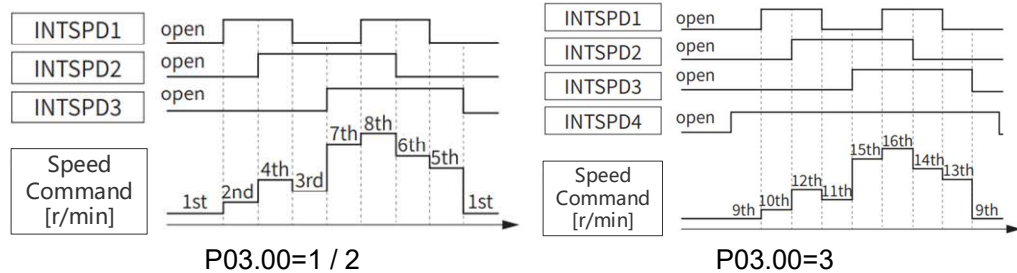 INTSPD1 open
INTSPD2 open
INTSPD3 open
Speed
Command
[r/min]
1st 2nd 4th 3rd 7th 8th 6th 5th 1st
P03.00=1 / 2
INTSPD1 open
INTSPD2 open
INTSPD3 open
INTSPD4 open
Speed
Command
[r/min]
9th 10th 12th 11th 15th 16th 14th 13th 9th
P03.00=3